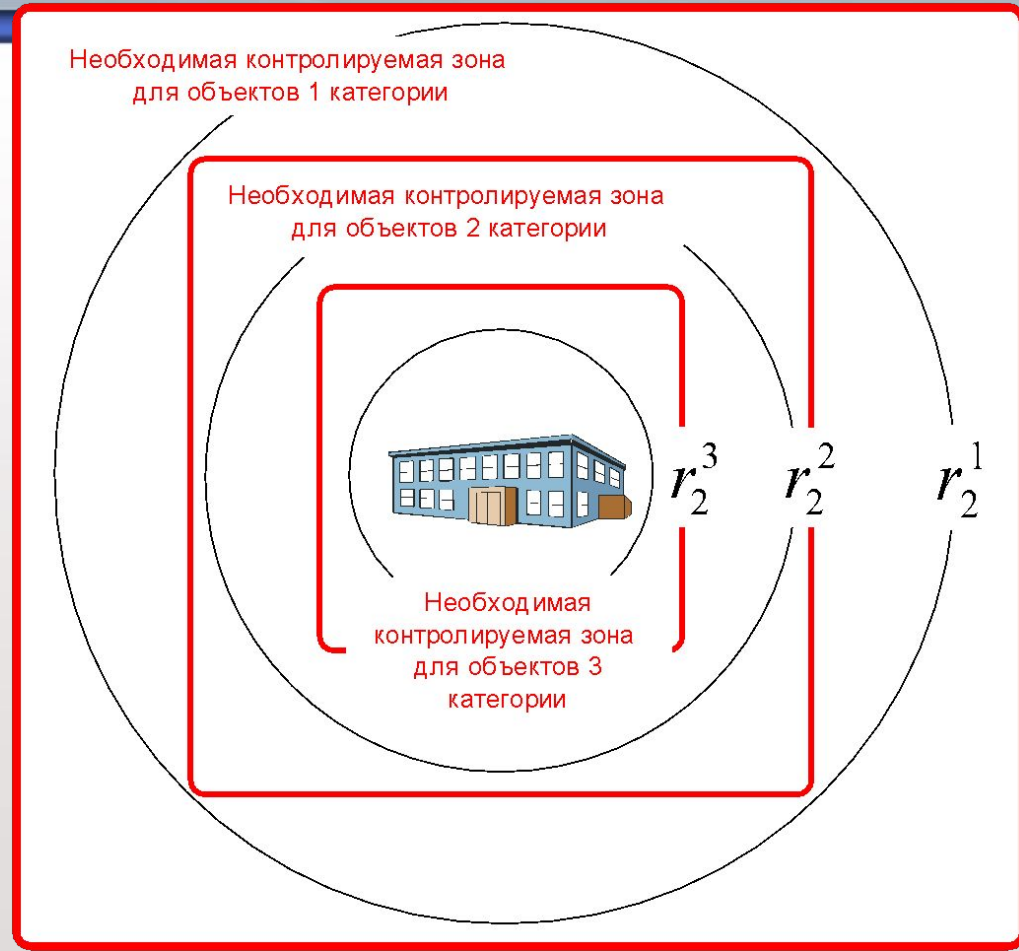 Необходимая контролируемая зона
для объектов 1 категории
Необходимая контролируемая зона
для объектов 2 категории
r₂³ r₂² r₂¹
Необходимая
контролируемая зона
для объектов 3
категории